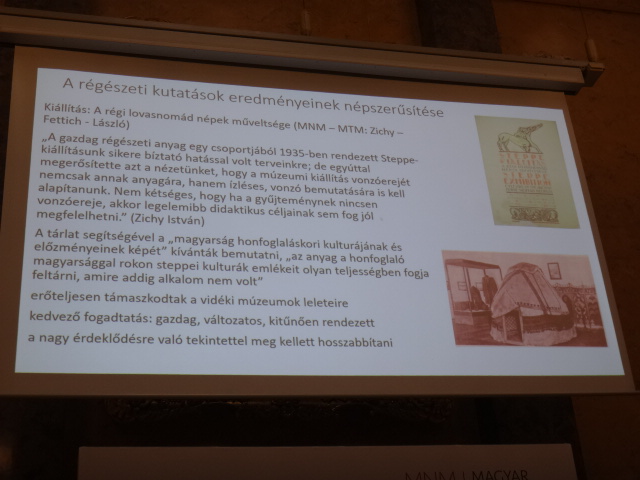 A régészeti kutatások eredményeinek népszerűsítése
Kiállítás: A régi lovasnomád népek műveltsége (MNM – MTM: Zichy –
Fettich - László)
„A gazdag régészeti anyag egy csoportjából 1935-ben rendezett Steppe-
kiállításunk sikere bíztató hatással volt terveinkre; de egyúttal
megerősítette azt a nézetünket, hogy a múzeumi kiállítás vonzóerejét
nemcsak annak anyagára, hanem ízléses, vonzó bemutatására is kell
alapítanunk. Nem kétséges, hogy ha a gyűjteménynek nincsen
vonzóereje, akkor legelemibb didaktikus céljainak sem fog jól
megfelelhetni.” (Zichy István)
A tárlat segítségével a „magyarság honfoglaláskori kulturájának és
előzményeinek képét” kívánták bemutatni, „az anyag a honfoglaló
magyarsággal rokon steppei kulturák emlékeit olyan teljességben fogja
feltárni, amire addig alkalom nem volt”
erőteljesen támaszkodtak a vidéki múzeumok leleteire
kedvező fogadtatás: gazdag, változatos, kitűnően rendezett
a nagy érdeklődésre való tekintettel meg kellett hosszabbítani
MNM | MAGYAR